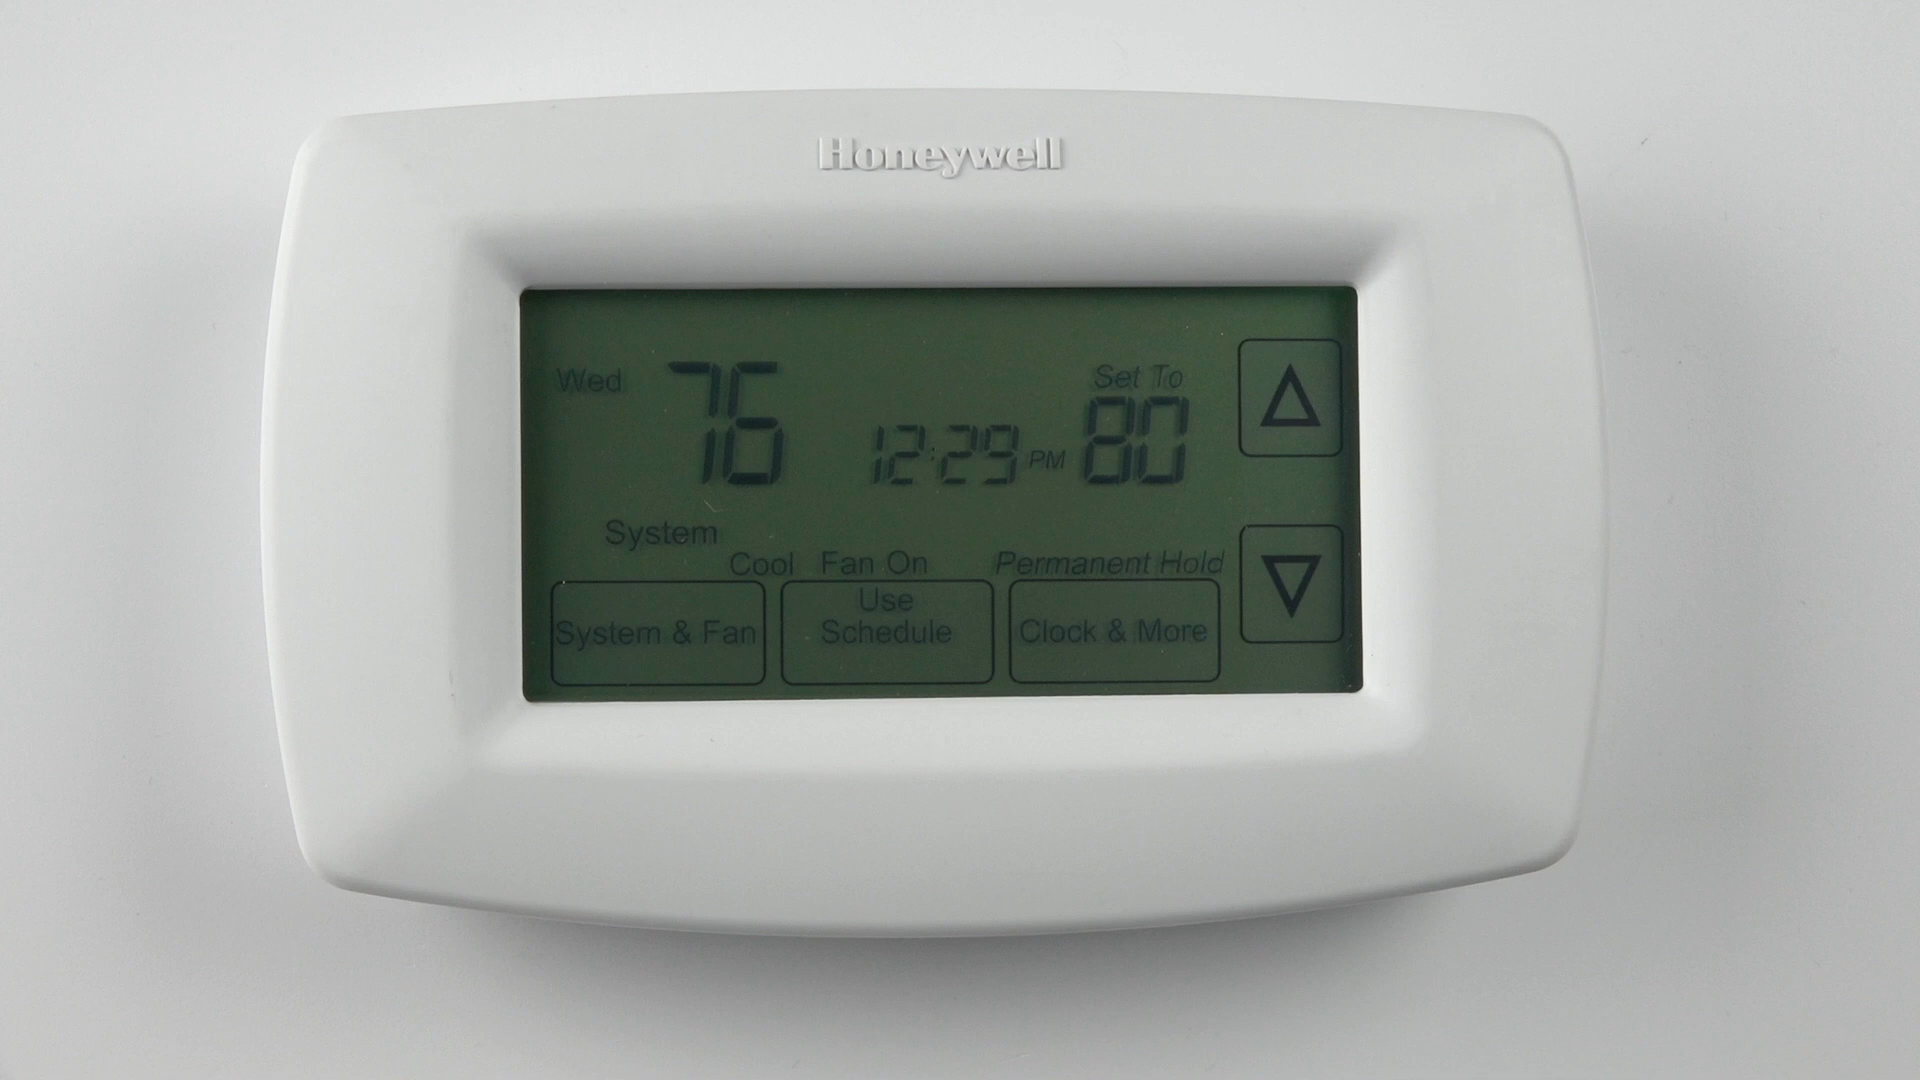 Honeywell
Wed 76 12:29 PM Set To 80
System
Cool Fan On Permanent Hold
System & Fan
Use
Schedule
Clock & More